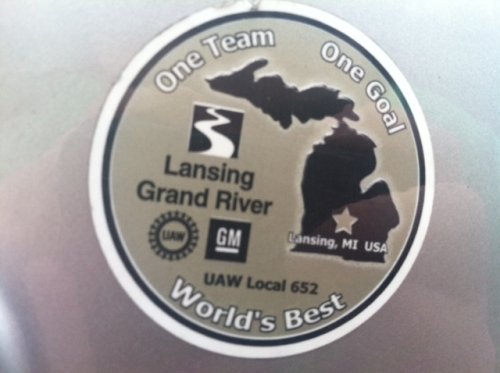 One Team
One Goal
Lansing
Grand River
UAW
GM
Lansing, MI USA
UAW Local 652
World's Best